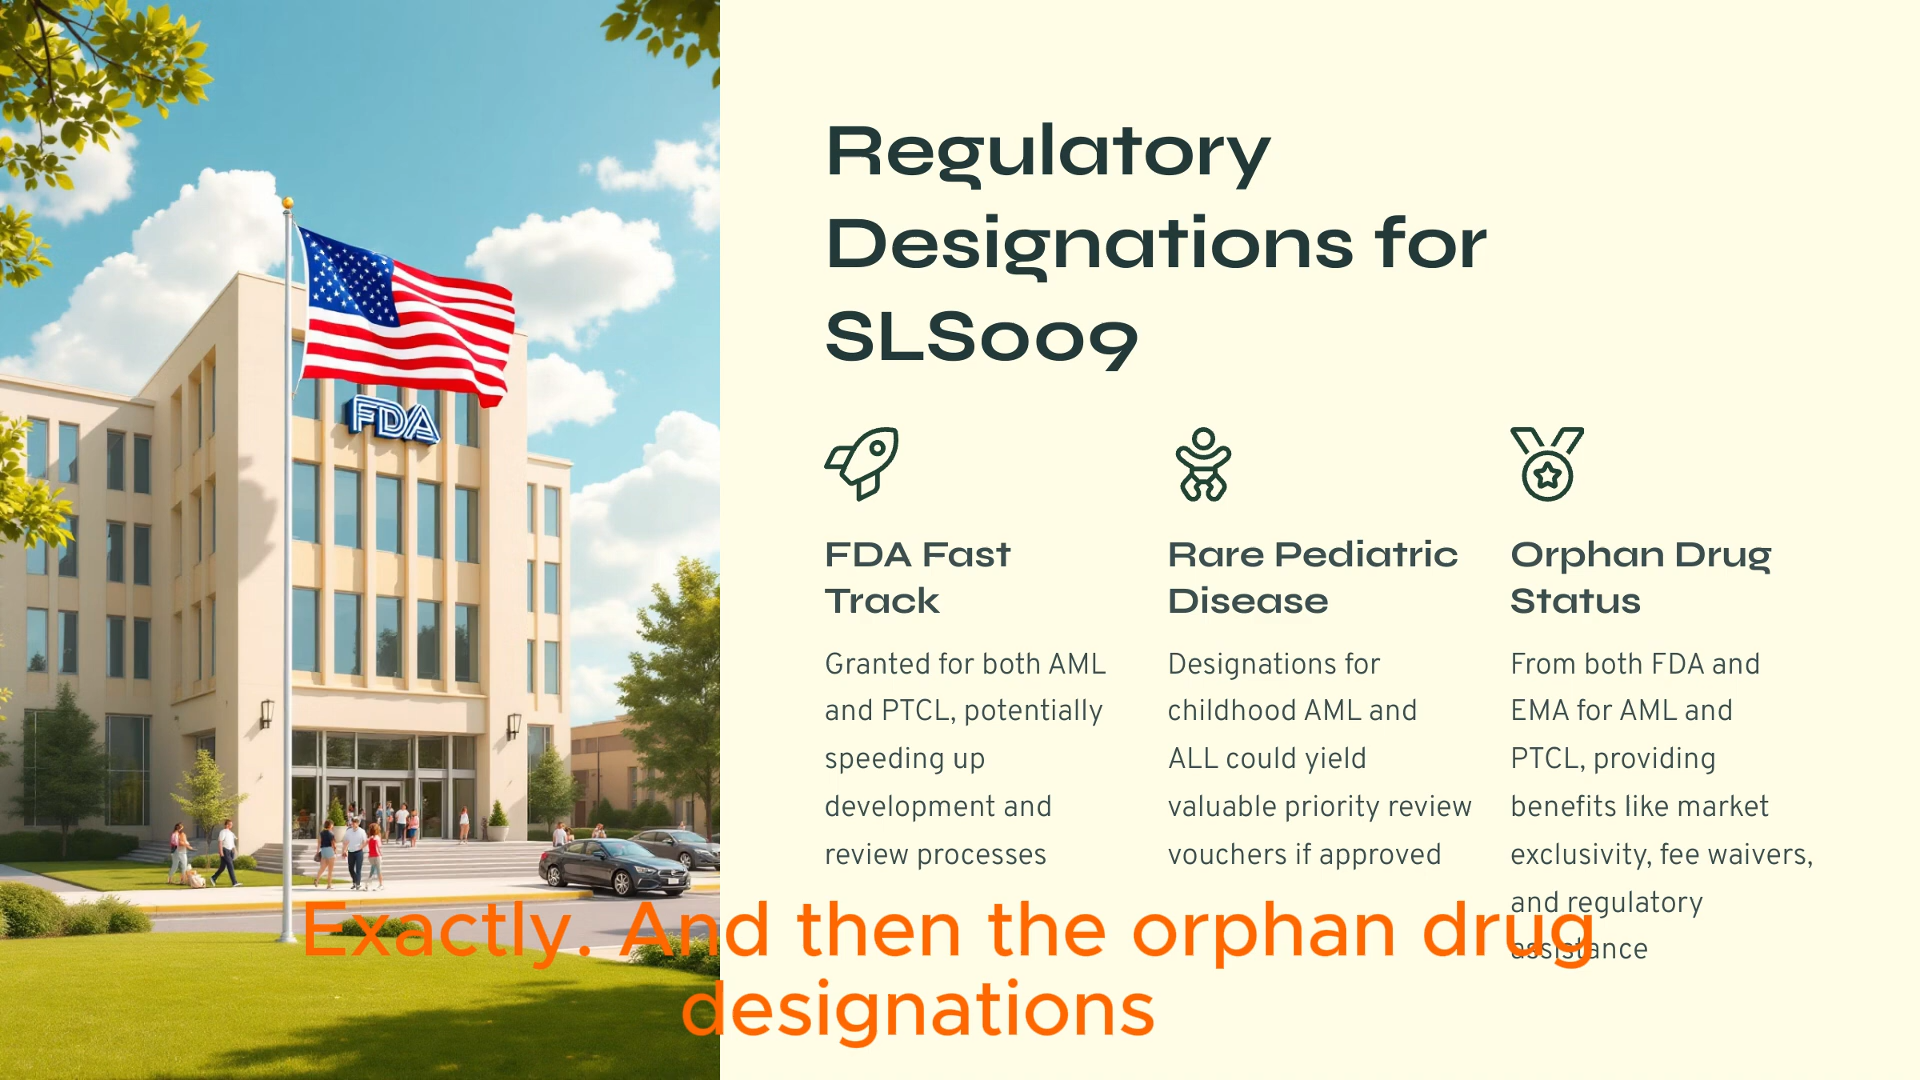 FDA
Regulatory
Designations for
SLS009
FDA Fast
Track
Granted for both AML
and PTCL, potentially
speeding up
development and
review processes
Rare Pediatric
Disease
Designations for
childhood AML and
ALL could yield
valuable priority review
vouchers if approved
Orphan Drug
Status
From both FDA and
EMA for AML and
PTCL, providing
benefits like market
exclusivity, fee waivers,
and regulatory
assistance
Exactly. And then the orphan drug
designations